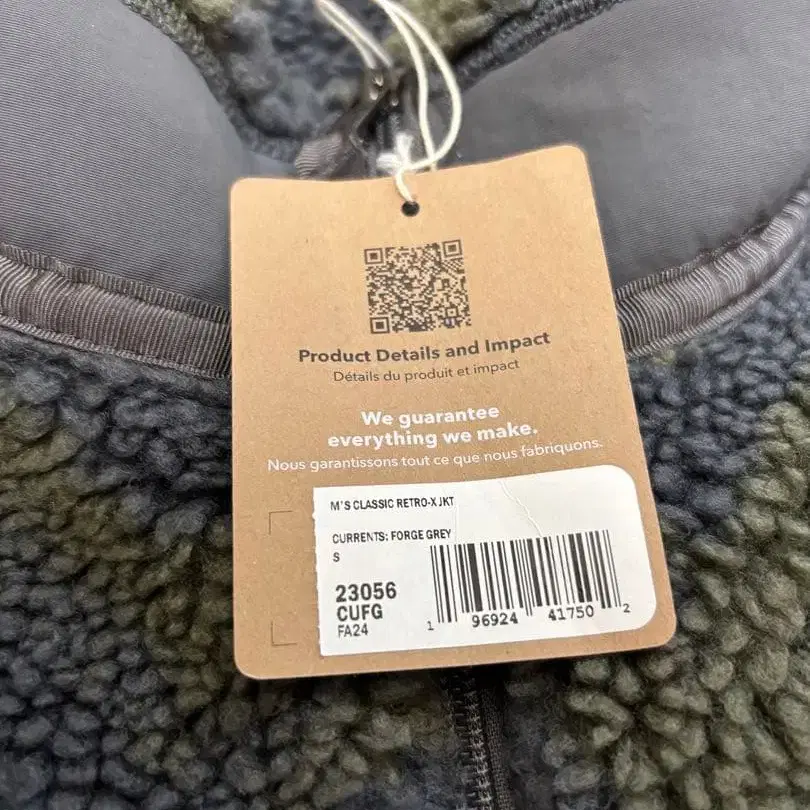 Product Details and Impact
Détails du produit et impact
We guarantee
everything we make.
Nous garantissons tout ce que nous fabriquons.
M'S CLASSIC RETRO-X JKT
CURRENTS: FORGE GREY
S
23056
CUFG
FA24
1 96924 41750 2